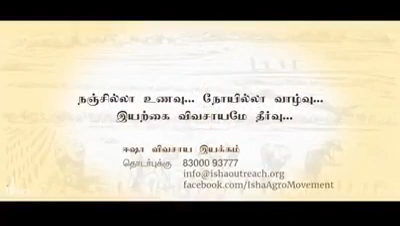 நஞ்சில்லா உணவு... நோயில்லா வாழ்வு...
இயற்கை விவசாயமே தீர்வு...
ஈஷா விவசாய இயக்கம்
தொடர்புக்கு 83000 93777
info@ishaoutreach.org
facebook.com/IshaAgroMovement